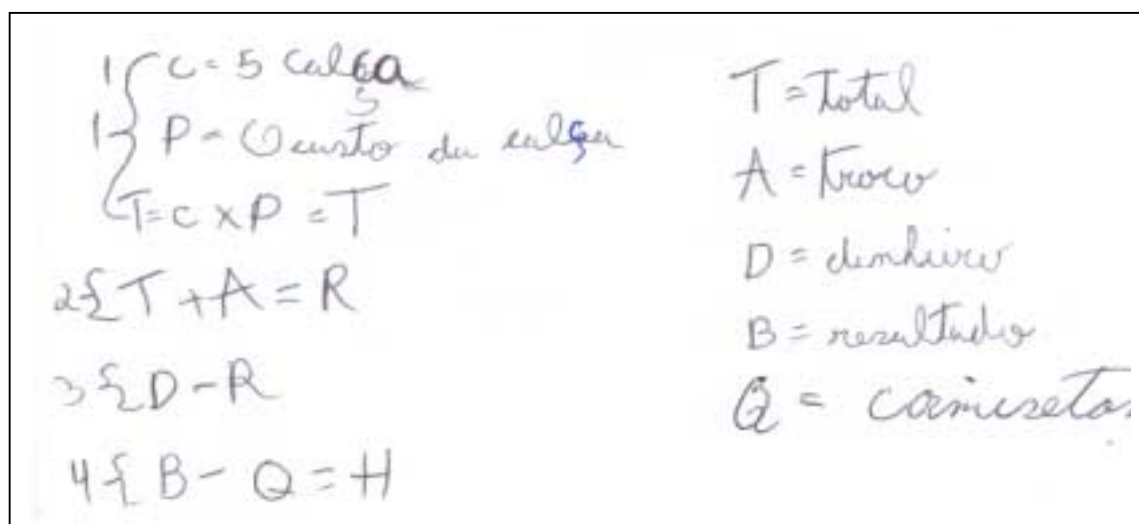 1 { C = 5 calça
1 } P = O custo da calça
T = C X P = T
2 { T + A = R
3 { D - R
4 { B - Q = H
T = total
A = troco
D = dinheiro
B = resultado
Q = camisetas